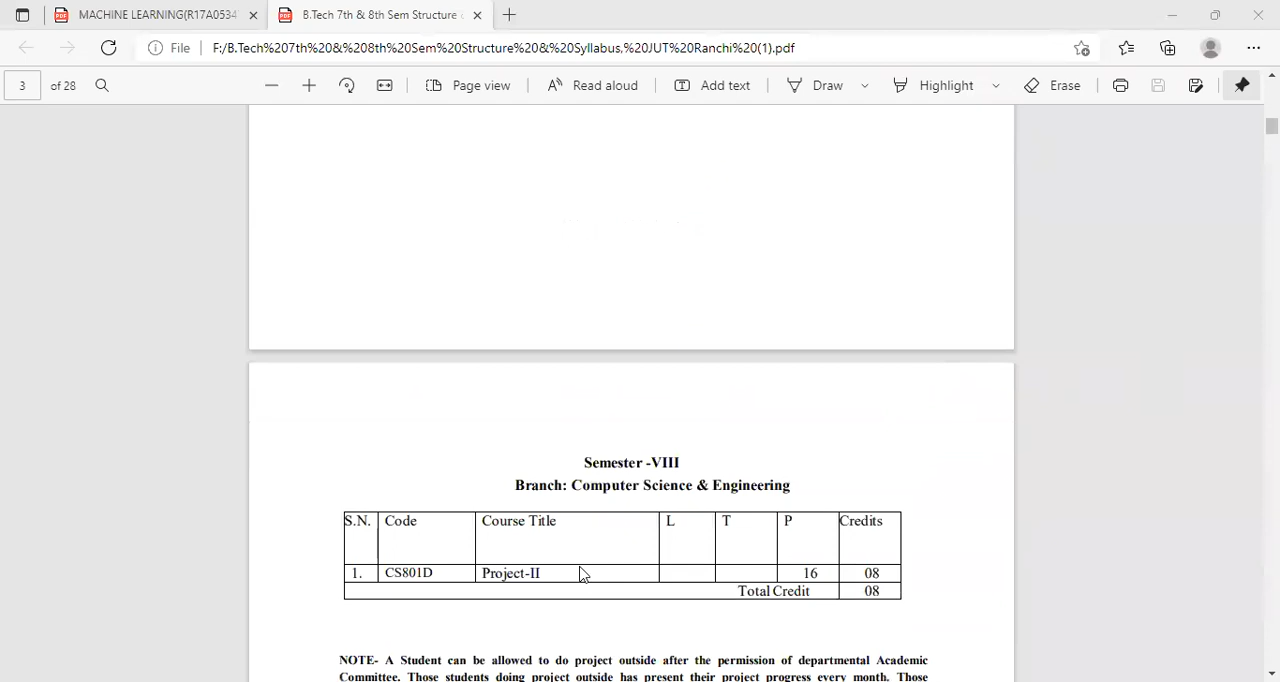 MACHINE LEARNING(R17A0534
B.Tech 7th & 8th Sem Structure
File
F:/B.Tech%207th%20&%208th%20Sem%20Structure%20&%20Syllabus,%20JUT%20Ranchi%20(1).pdf
3 of 28
Page view
Read aloud
Add text
Draw
Highlight
Erase
Semester -VIII
Branch: Computer Science & Engineering
S.N. Code Course Title L T P Credits
1. CS801D Project-II 16 08
Total Credit 08
NOTE- A Student can be allowed to do project outside after the permission of departmental Academic
Committee. Those students doing project outside has present their project progress every month. Those